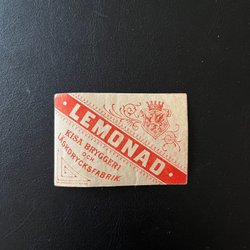 • LEMONAD •
KISA BRYGGERI
OCH
LÄSKDRYCKSFABRIK